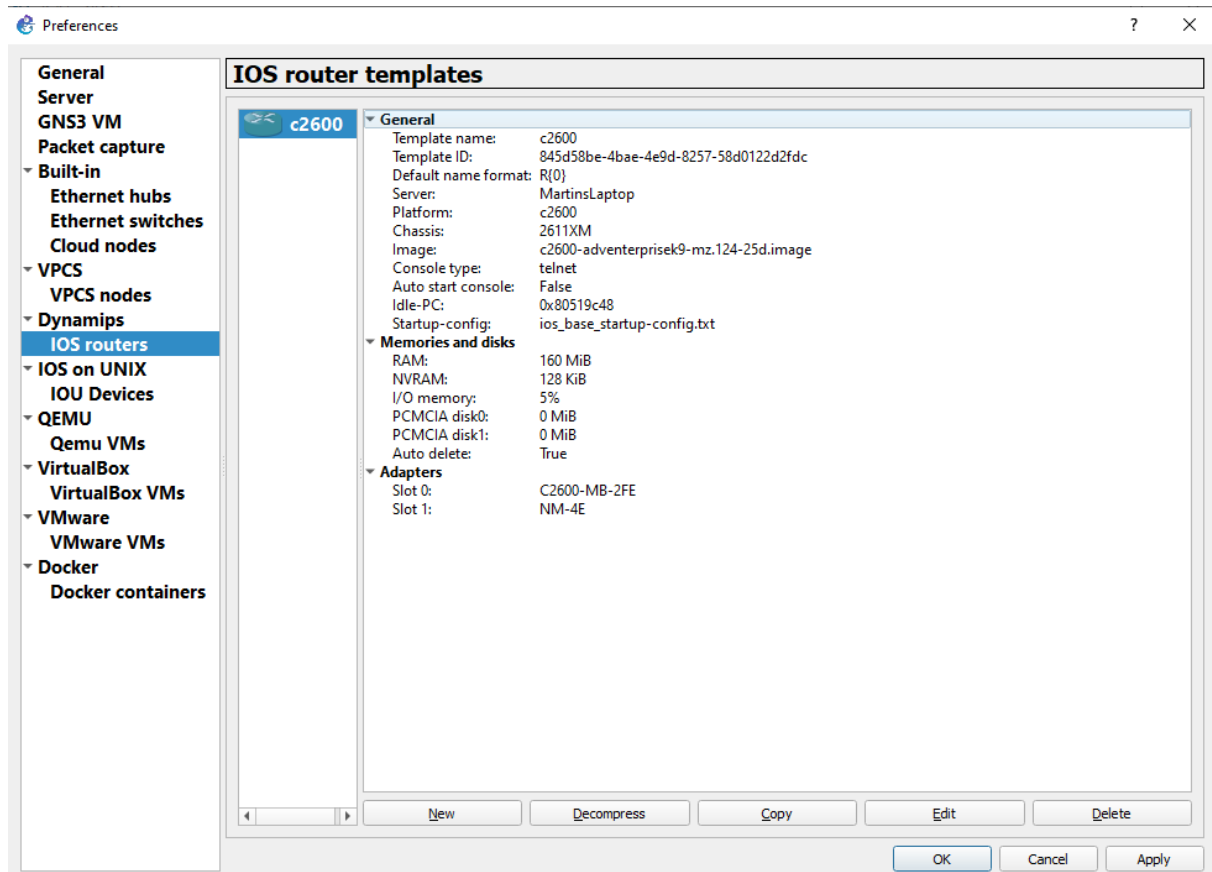 Preferences
?
General
Server
GNS3 VM
Packet capture
Built-in
Ethernet hubs
Ethernet switches
Cloud nodes
VPCS
VPCS nodes
Dynamips
IOS routers
IOS on UNIX
IOU Devices
QEMU
Qemu VMs
VirtualBox
VirtualBox VMs
VMware
VMware VMs
Docker
Docker containers
IOS router templates
c2600
General
Template name: c2600
Template ID: 845d58be-4bae-4e9d-8257-58d0122d2fdc
Default name format: R{0}
Server: MartinsLaptop
Platform: c2600
Chassis: 2611XM
Image: c2600-adventerprisek9-mz.124-25d.image
Console type: telnet
Auto start console: False
Idle-PC: 0x80519c48
Startup-config: ios_base_startup-config.txt
Memories and disks
RAM: 160 MiB
NVRAM: 128 KiB
I/O memory: 5%
PCMCIA disk0: 0 MiB
PCMCIA disk1: 0 MiB
Auto delete: True
Adapters
Slot 0: C2600-MB-2FE
Slot 1: NM-4E
New Decompress Copy Edit Delete
OK Cancel Apply